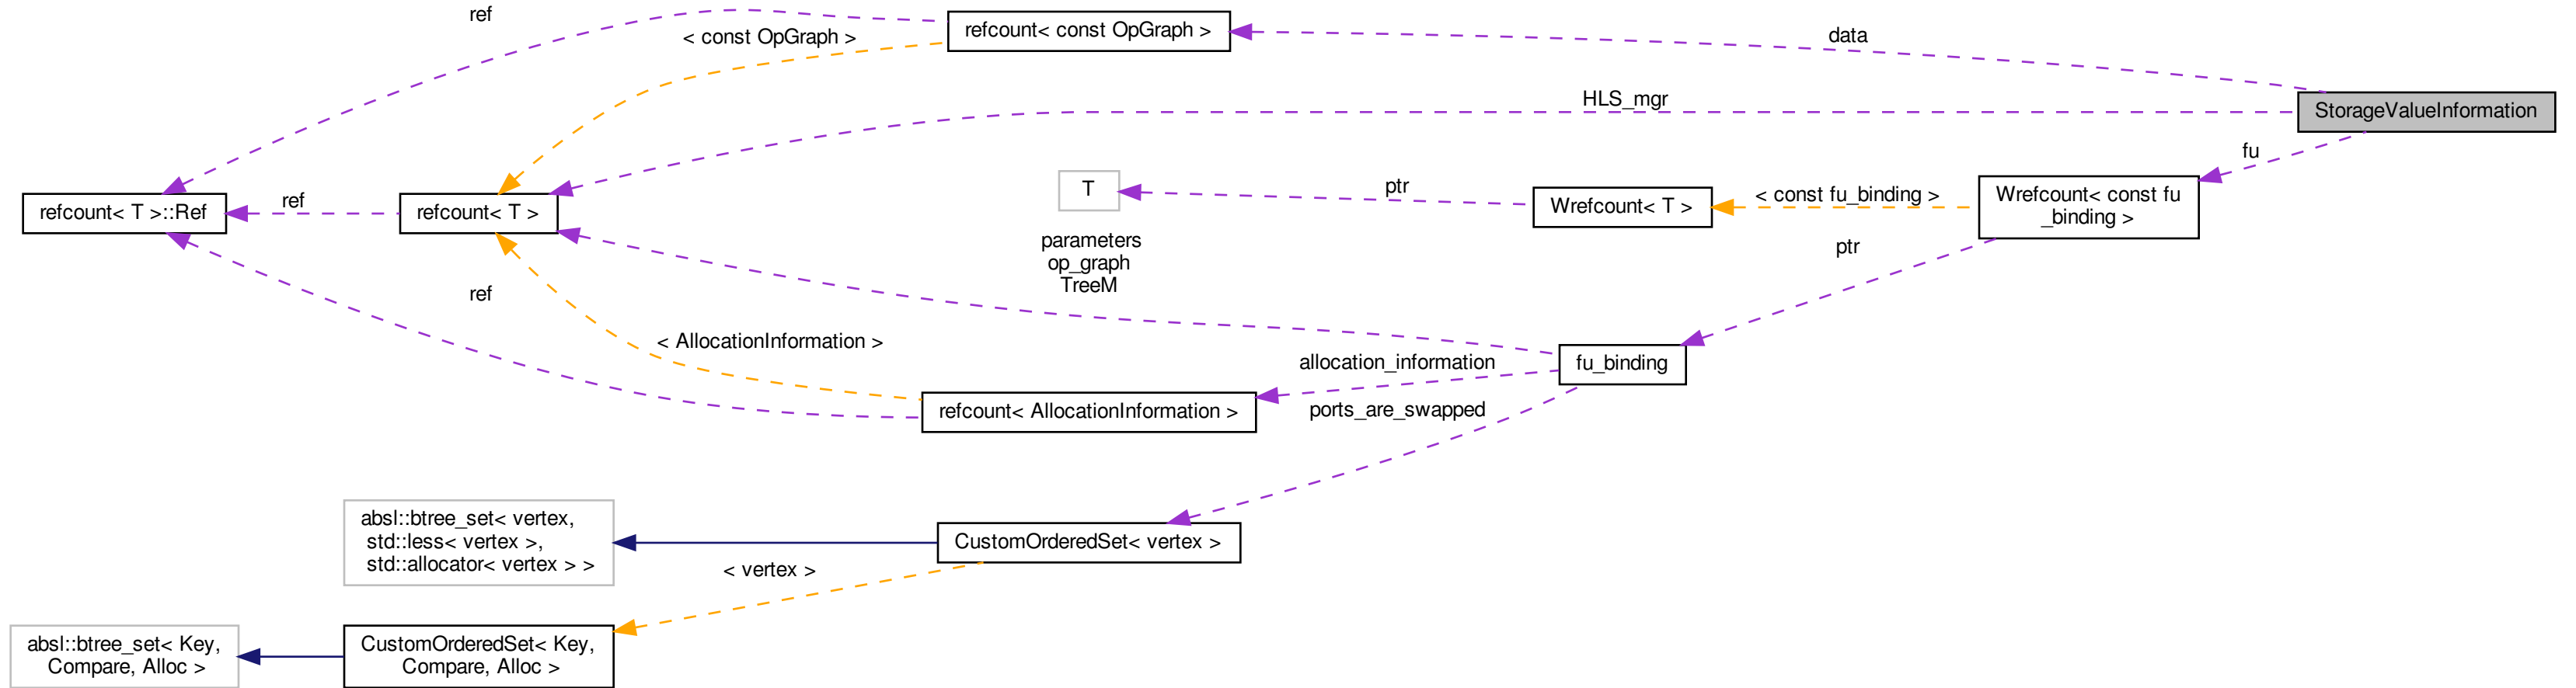 ref
refcount< const OpGraph >
< const OpGraph >
data
HLS_mgr
StorageValueInformation
fu
T
ptr
Wrefcount< T >
< const fu_binding >
Wrefcount< const fu
_binding >
refcount< T >::Ref
ref
refcount< T >
parameters
op_graph
TreeM
ptr
ref
< AllocationInformation >
allocation_information
fu_binding
refcount< AllocationInformation >
ports_are_swapped
absl::btree_set< vertex,
std::less< vertex >,
std::allocator< vertex > >
CustomOrderedSet< vertex >
< vertex >
absl::btree_set< Key,
Compare, Alloc >
CustomOrderedSet< Key,
Compare, Alloc >